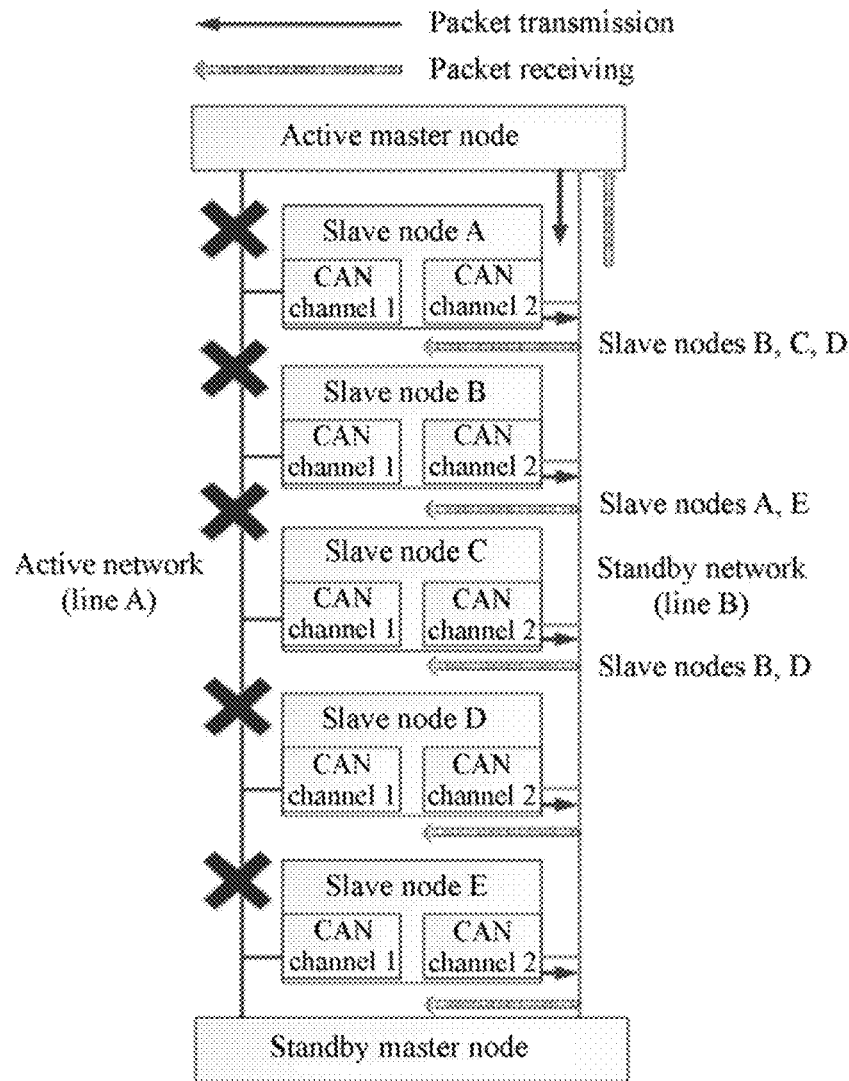 Packet transmission
Packet receiving
Active master node
Slave node A
CAN
channel 1
CAN
channel 2
Slave nodes B, C, D
Slave node B
CAN
channel 1
CAN
channel 2
Slave nodes A, E
Active network
(line A)
Slave node C
CAN
channel 1
CAN
channel 2
Standby network
(line B)
Slave nodes B, D
Slave node D
CAN
channel 1
CAN
channel 2
Slave node E
CAN
channel 1
CAN
channel 2
Standby master node